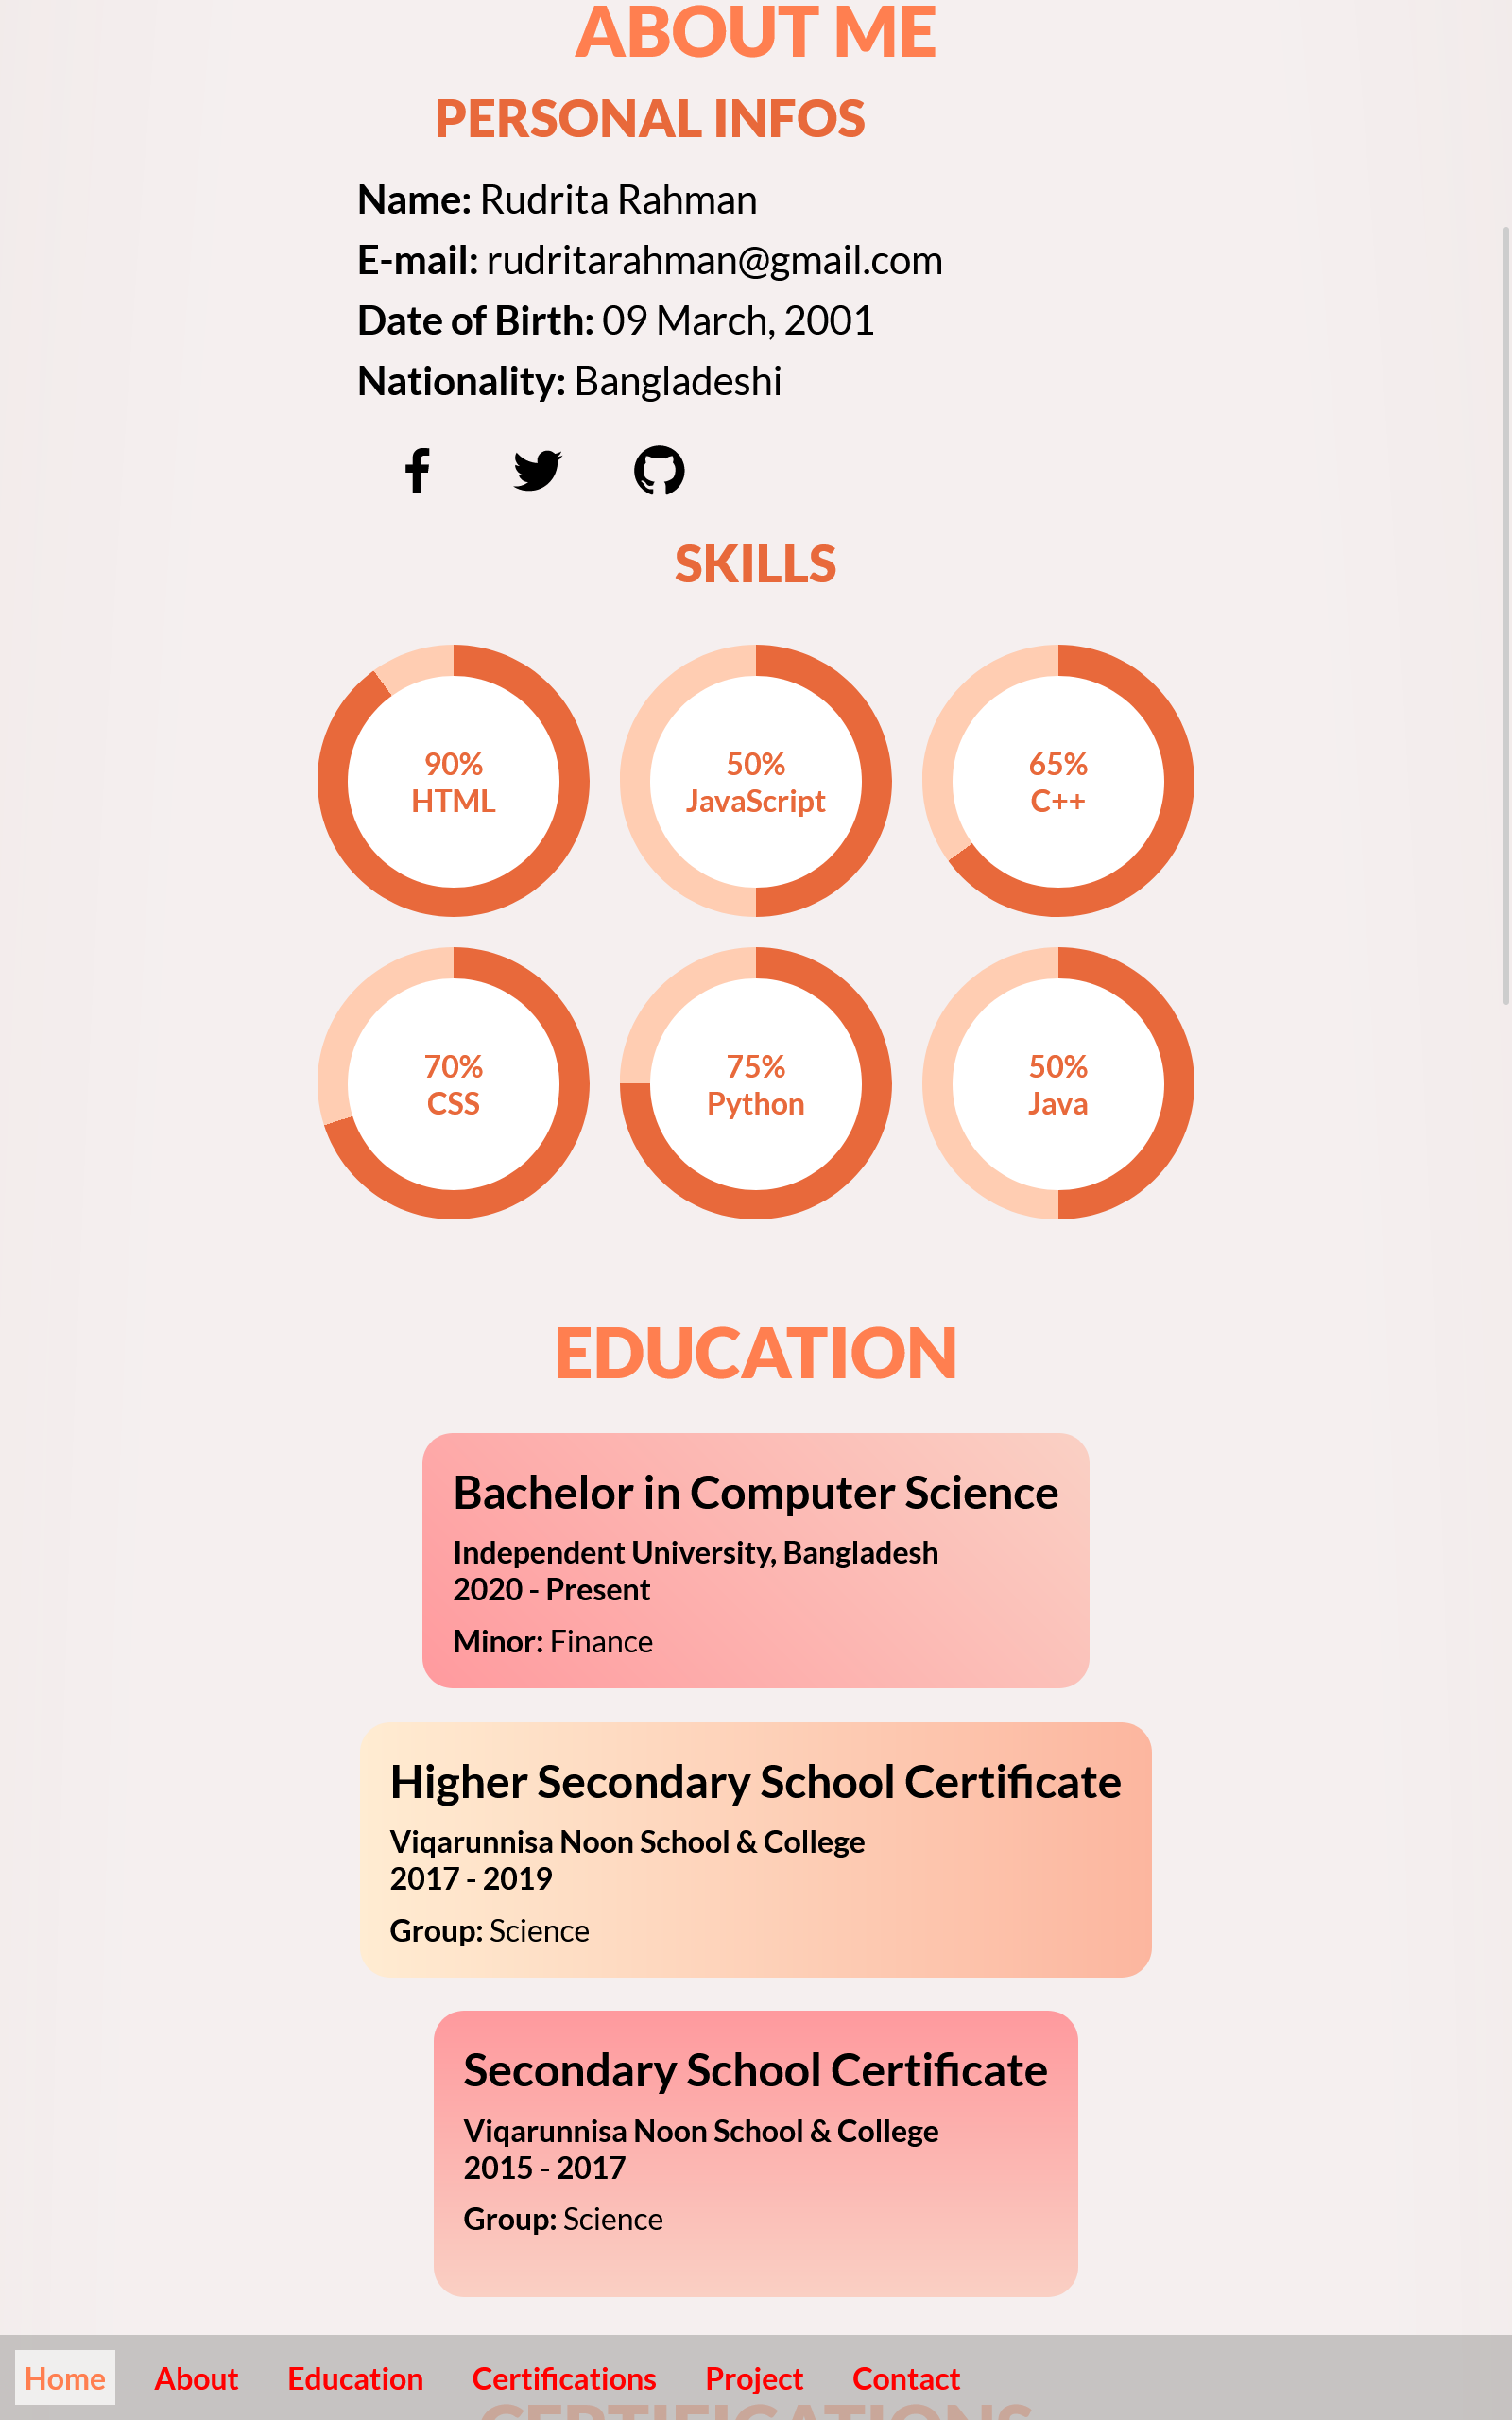 ABOUT ME
PERSONAL INFOS
Name: Rudrita Rahman
E-mail: rudritarahman@gmail.com
Date of Birth: 09 March, 2001
Nationality: Bangladeshi
SKILLS
90%
HTML
50%
JavaScript
65%
C++
70%
CSS
75%
Python
50%
Java
EDUCATION
Bachelor in Computer Science
Independent University, Bangladesh
2020 - Present
Minor: Finance
Higher Secondary School Certificate
Viqarunnisa Noon School & College
2017 - 2019
Group: Science
Secondary School Certificate
Viqarunnisa Noon School & College
2015 - 2017
Group: Science
Home About Education Certifications Project Contact
CERTIFICATIONS